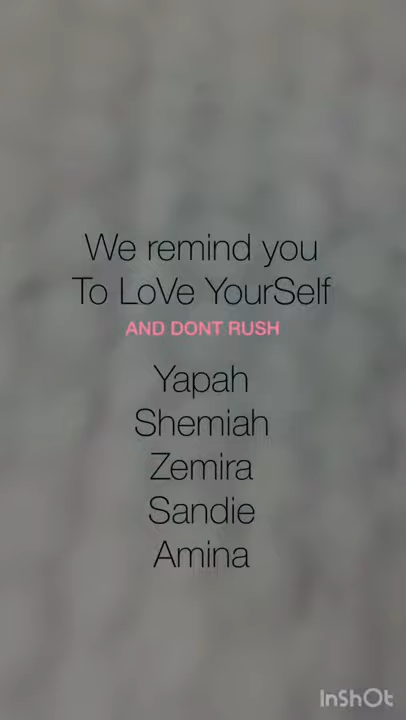 We remind you
To LoVe YourSelf
AND DONT RUSH
Yapah
Shemiah
Zemira
Sandie
Amina
InShOt